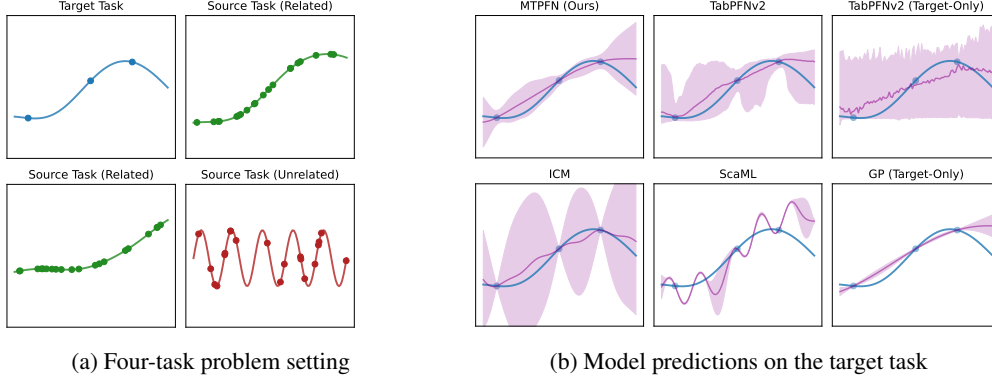 Target Task
Source Task (Related)
Source Task (Related)
Source Task (Unrelated)
(a) Four-task problem setting
MTPFN (Ours)
TabPFNv2
TabPFNv2 (Target-Only)
ICM
ScaML
GP (Target-Only)
(b) Model predictions on the target task